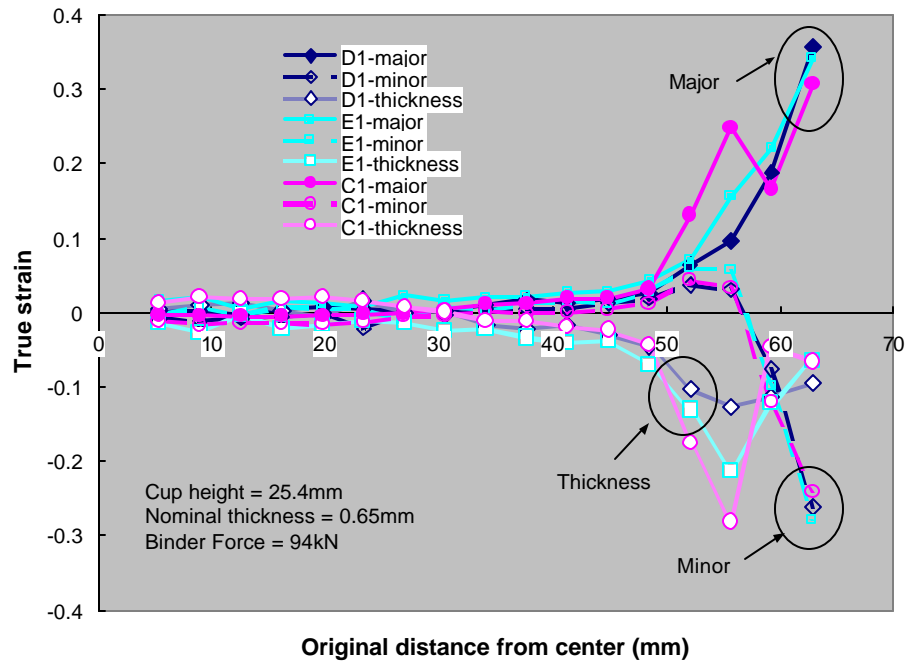 0.4
0.3
0.2
0.1
0
-0.1
-0.2
-0.3
-0.4
True strain
D1-major
D1-minor
D1-thickness
E1-major
E1-minor
E1-thickness
C1-major
C1-minor
C1-thickness
Major
0 10 20 30 40 50 60 70
Thickness
Minor
Cup height = 25.4mm
Nominal thickness = 0.65mm
Binder Force = 94kN
Original distance from center (mm)